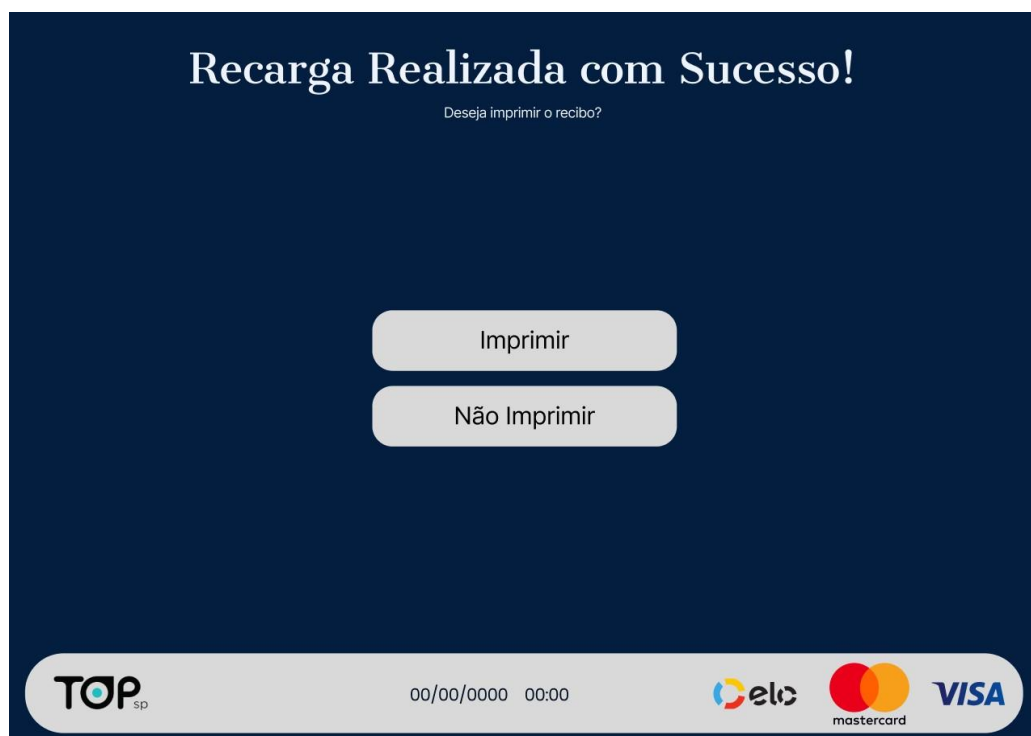 Recarga Realizada com Sucesso!
Deseja imprimir o recibo?
Imprimir
Não Imprimir
TOP sp
00/00/0000 00:00
elo
mastercard
VISA